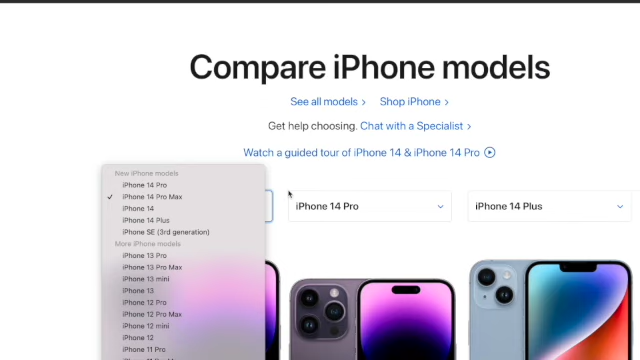 Compare iPhone models
See all models > Shop iPhone >
Get help choosing. Chat with a Specialist >
Watch a guided tour of iPhone 14 & iPhone 14 Pro
New iPhone models
iPhone 14 Pro
✓ iPhone 14 Pro Max
iPhone 14
iPhone 14 Plus
iPhone SE (3rd generation)
More iPhone models
iPhone 13 Pro
iPhone 13 Pro Max
iPhone 13 mini
iPhone 13
iPhone 12 Pro
iPhone 12 Pro Max
iPhone 12 mini
iPhone 12
iPhone 11 Pro
iPhone 14 Pro
iPhone 14 Plus